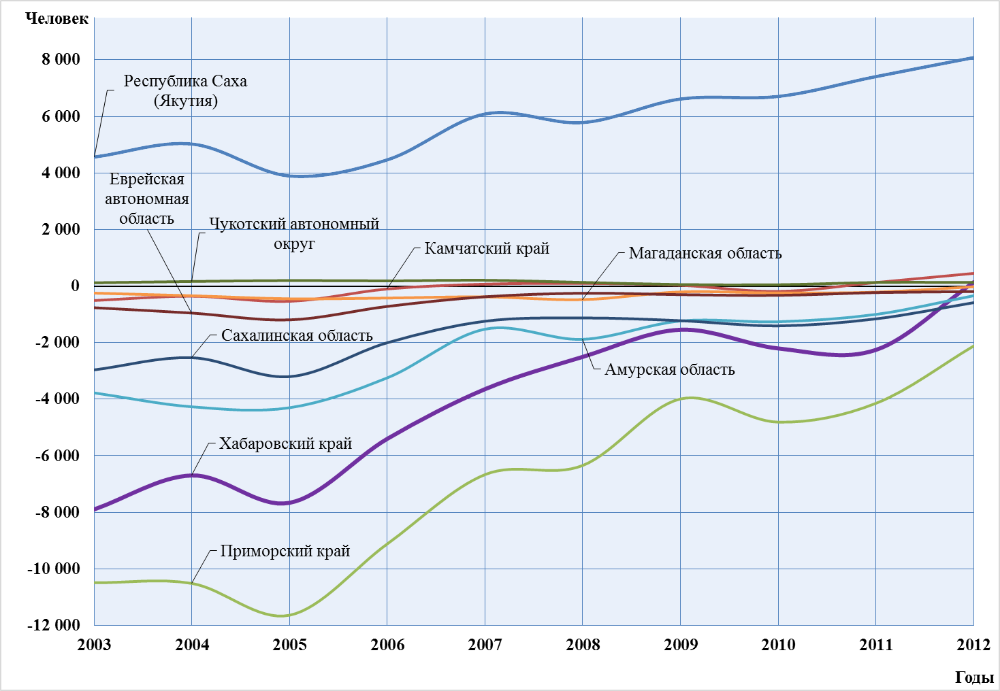 Человек
8 000
Республика Саха
(Якутия)
6 000
4 000
Еврейская
автономная
область
2 000
Чукотский автономный
округ
Камчатский край
Магаданская область
0
-2 000
Сахалинская область
Амурская область
-4 000
-6 000
Хабаровский край
-8 000
Приморский край
-10 000
-12 000
2003 2004 2005 2006 2007 2008 2009 2010 2011 2012
Годы